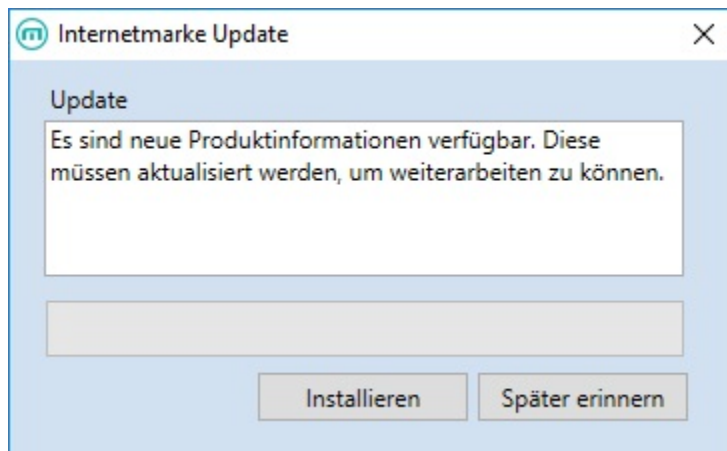 Internetmarke Update
Update
Es sind neue Produktinformationen verfügbar. Diese
müssen aktualisiert werden, um weiterarbeiten zu können.
Installieren
Später erinnern